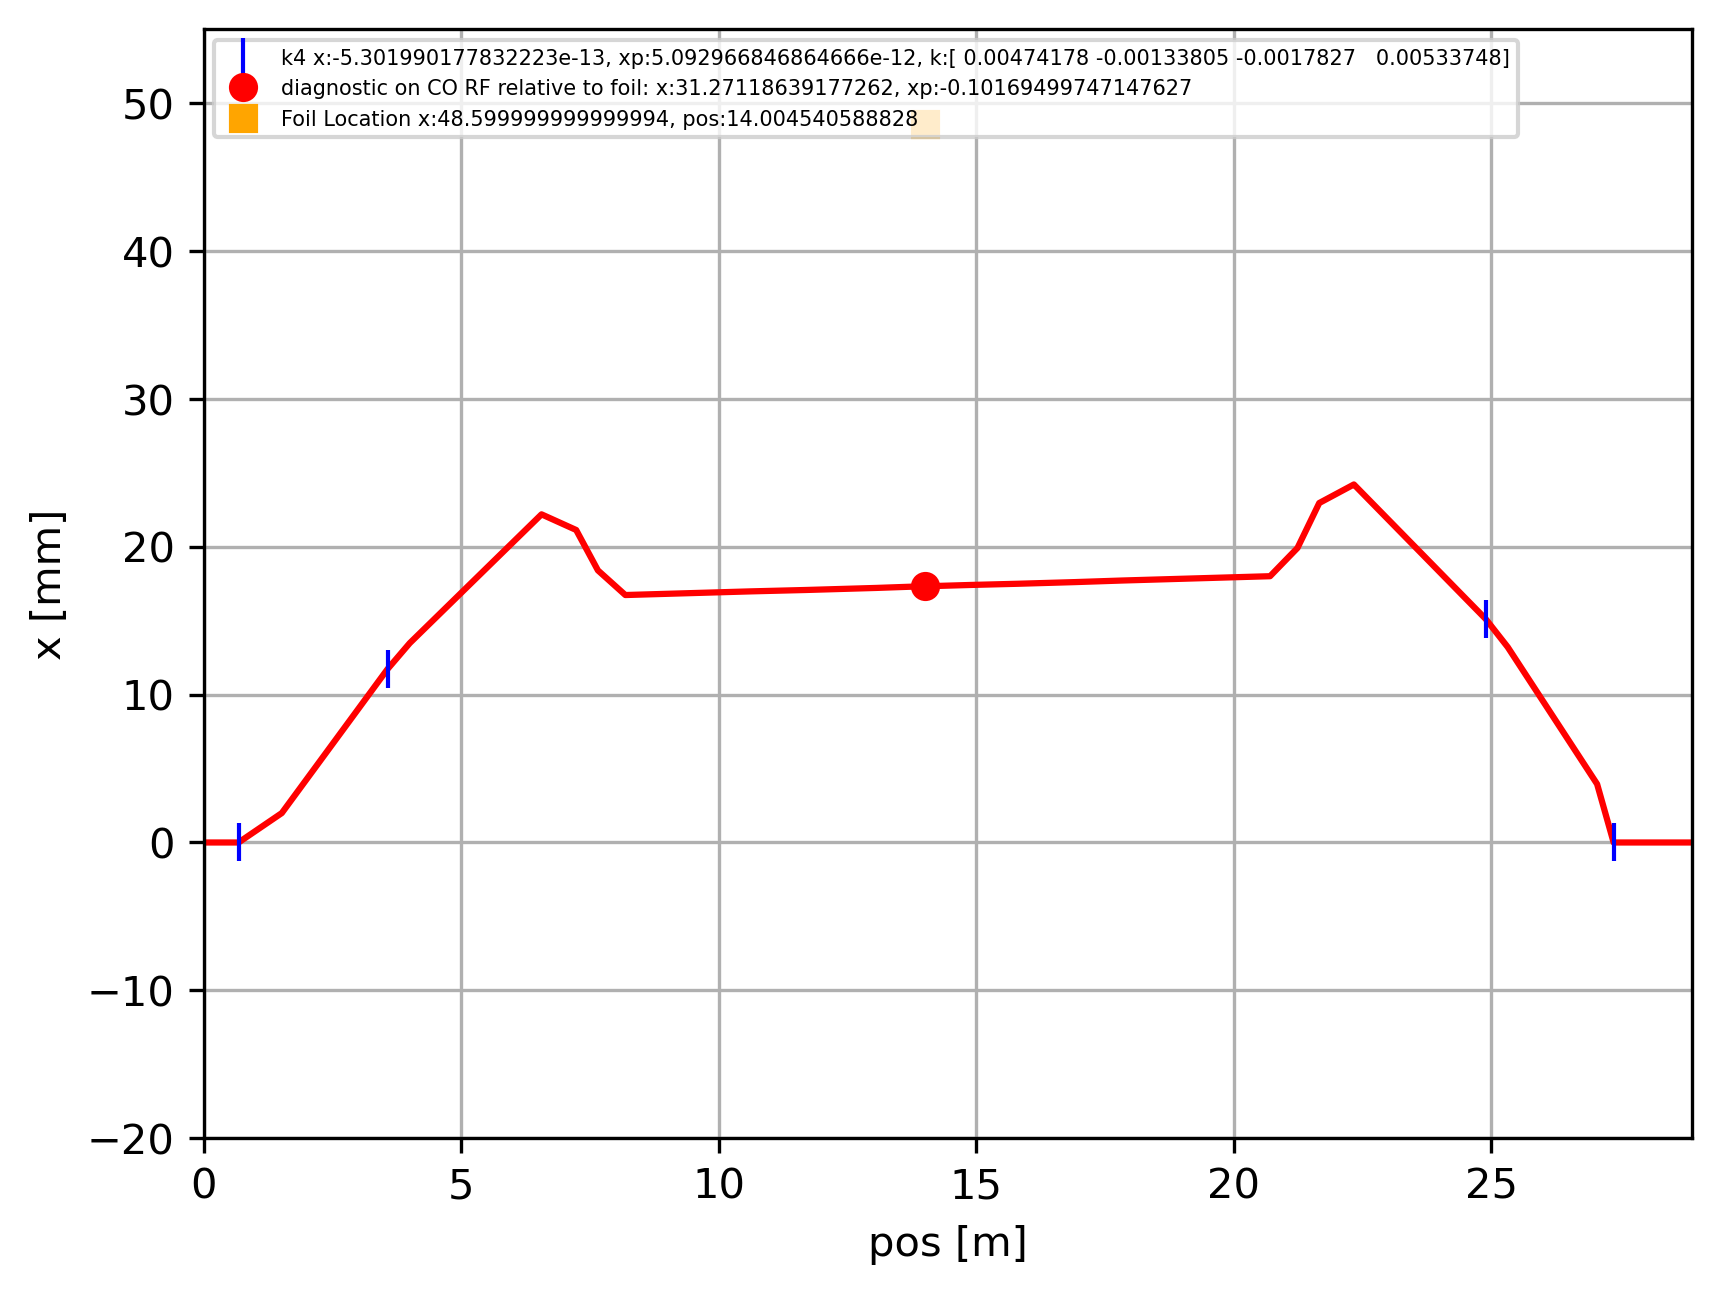 k4 x:-5.301990177832223e-13, xp:5.092966846864666e-12, k:[ 0.00474178 -0.00133805 -0.0017827   0.00533748]
diagnostic on CO RF relative to foil: x:31.27118639177262, xp:-0.10169499747147627
Foil Location x:48.599999999999994, pos:14.004540588828
50
40
30
20
10
0
−10
−20
x [mm]
0 5 10 15 20 25
pos [m]